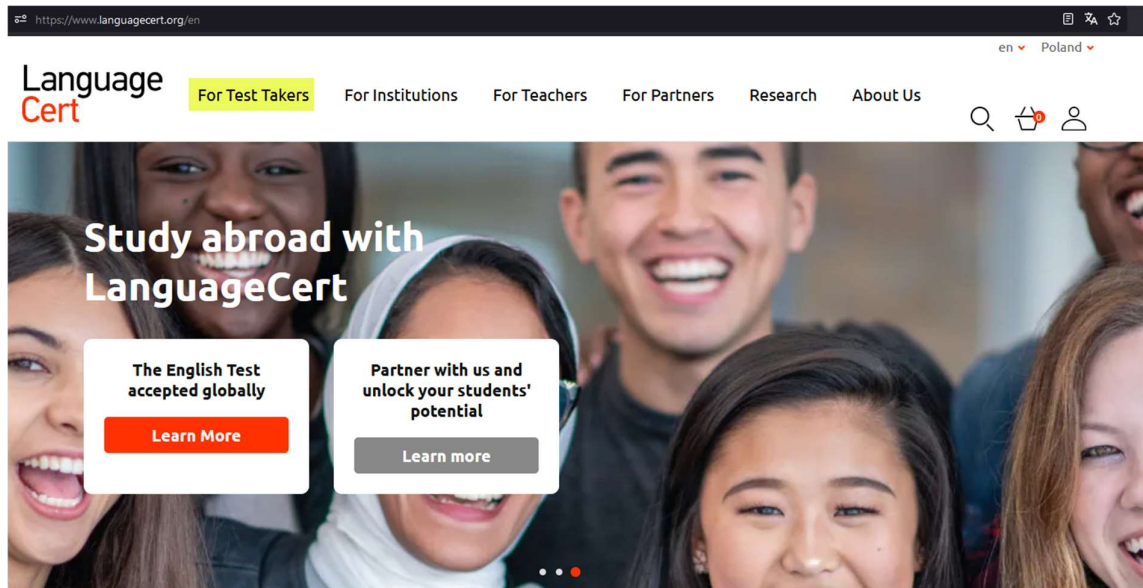 https://www.languagecert.org/en
en Poland
Language
Cert
For Test Takers For Institutions For Teachers For Partners Research About Us
0
Study abroad with
LanguageCert
The English Test
accepted globally
Learn More
Partner with us and
unlock your students'
potential
Learn more